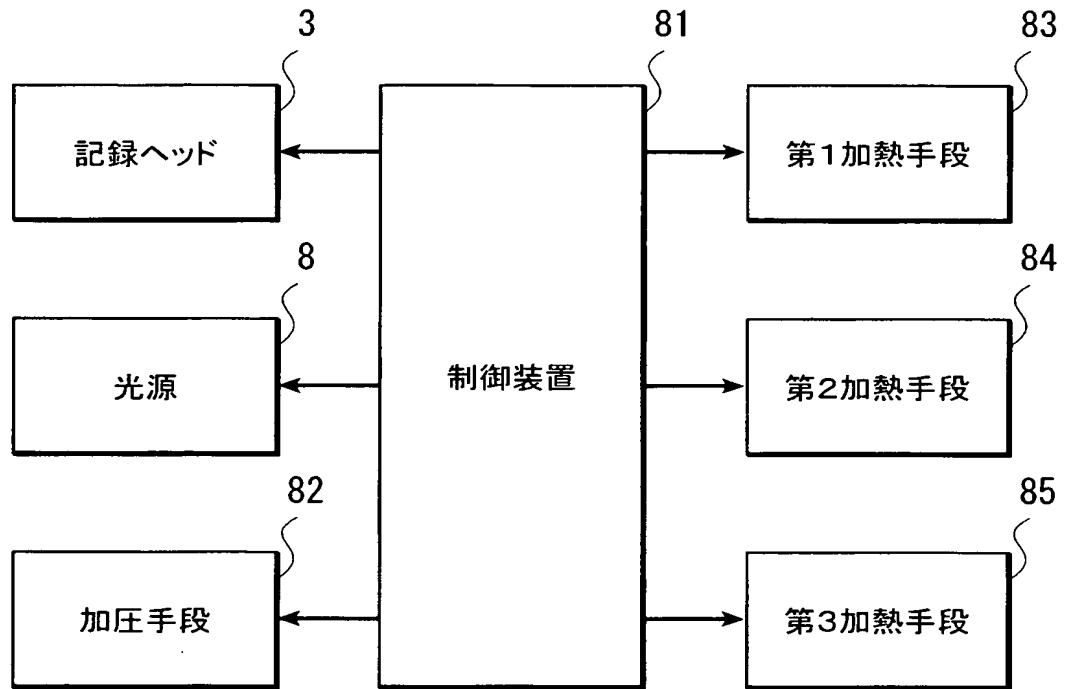 3
記録ヘッド
8
光源
82
加圧手段
81
制御装置
83
第1加熱手段
84
第2加熱手段
85
第3加熱手段